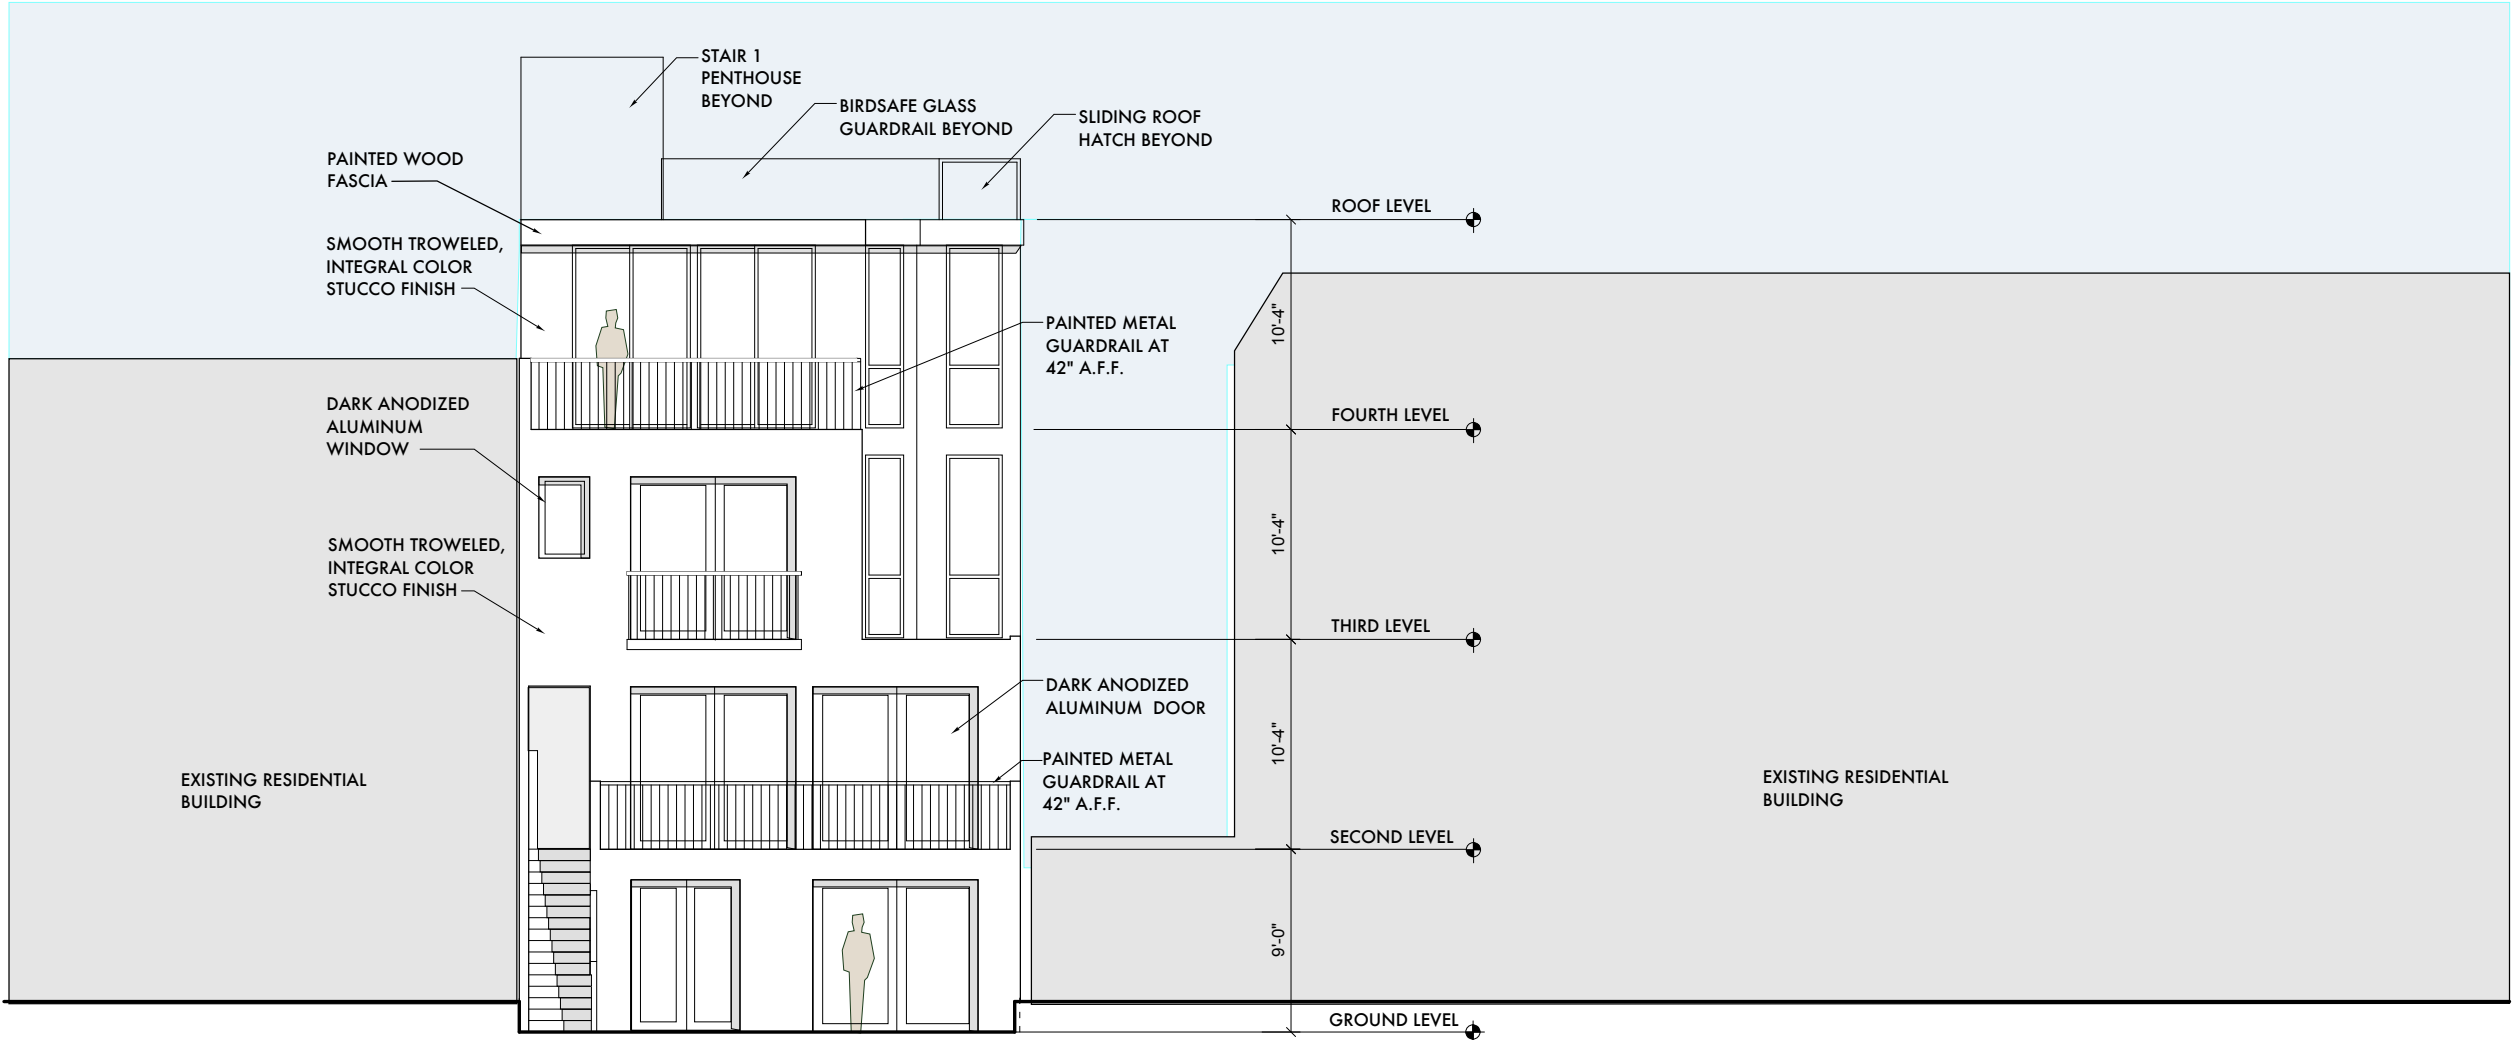 STAIR 1
PENTHOUSE
BEYOND
BIRDSAFE GLASS
GUARDRAIL BEYOND
SLIDING ROOF
HATCH BEYOND
PAINTED WOOD
FASCIA
ROOF LEVEL
SMOOTH TROWELED,
INTEGRAL COLOR
STUCCO FINISH
10'-4"
PAINTED METAL
GUARDRAIL AT
42" A.F.F.
DARK ANODIZED
ALUMINUM
WINDOW
FOURTH LEVEL
10'-4"
SMOOTH TROWELED,
INTEGRAL COLOR
STUCCO FINISH
THIRD LEVEL
DARK ANODIZED
ALUMINUM  DOOR
10'-4"
PAINTED METAL
GUARDRAIL AT
42" A.F.F.
EXISTING RESIDENTIAL
BUILDING
EXISTING RESIDENTIAL
BUILDING
SECOND LEVEL
9'-0"
GROUND LEVEL